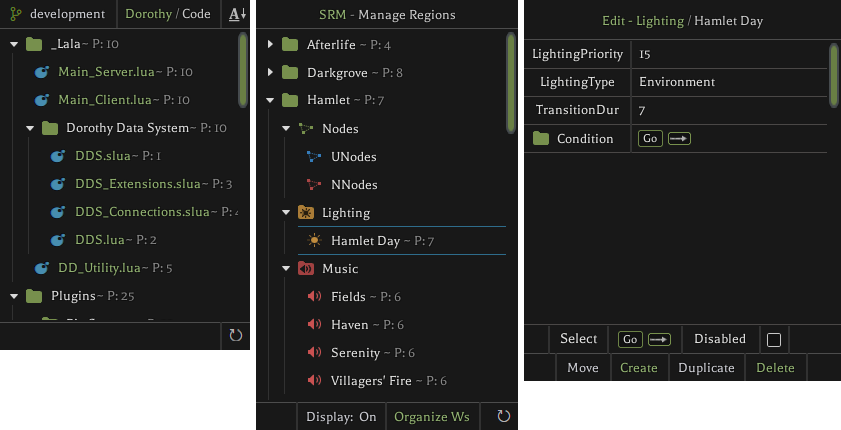 development Dorothy / Code A
_Lala~ P: 10
Main_Server.lua~ P: 10
Main_Client.lua~ P: 10
Dorothy Data System~ P: 10
DDS.slua~ P: 1
DDS_Extensions.slua~ P: 3
DDS_Connections.slua~ P:
DDS.lua~ P: 2
DD_Utility.lua~ P: 5
Plugins~ P: 25
SRM - Manage Regions
Afterlife ~ P: 4
Darkgrove ~ P: 8
Hamlet ~ P: 7
Nodes
UNodes
NNodes
Lighting
Hamlet Day ~ P: 7
Music
Fields ~ P: 6
Haven ~ P: 6
Serenity ~ P: 6
Villagers' Fire ~ P: 6
Display: On Organize Ws
Edit - Lighting / Hamlet Day
LightingPriority 15
LightingType Environment
TransitionDur 7
Condition Go
Select Go Disabled
Move Create Duplicate Delete